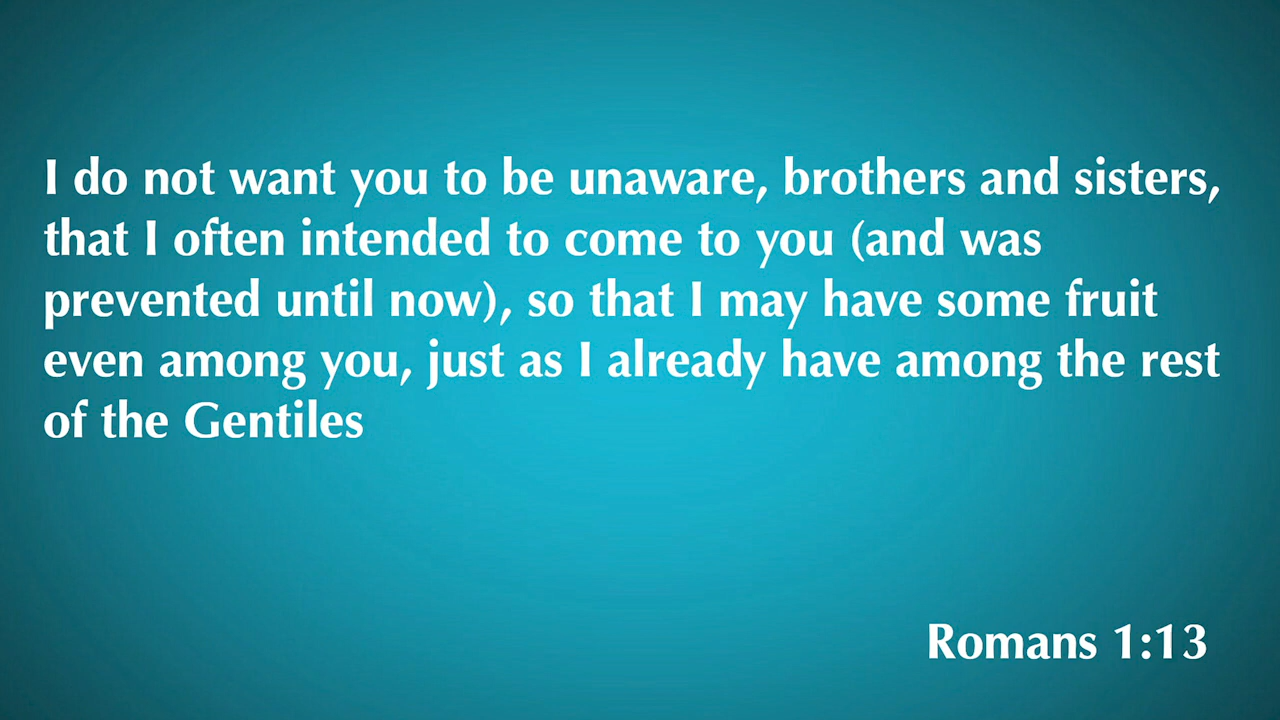 I do not want you to be unaware, brothers and sisters,
that I often intended to come to you (and was
prevented until now), so that I may have some fruit
even among you, just as I already have among the rest
of the Gentiles
Romans 1:13